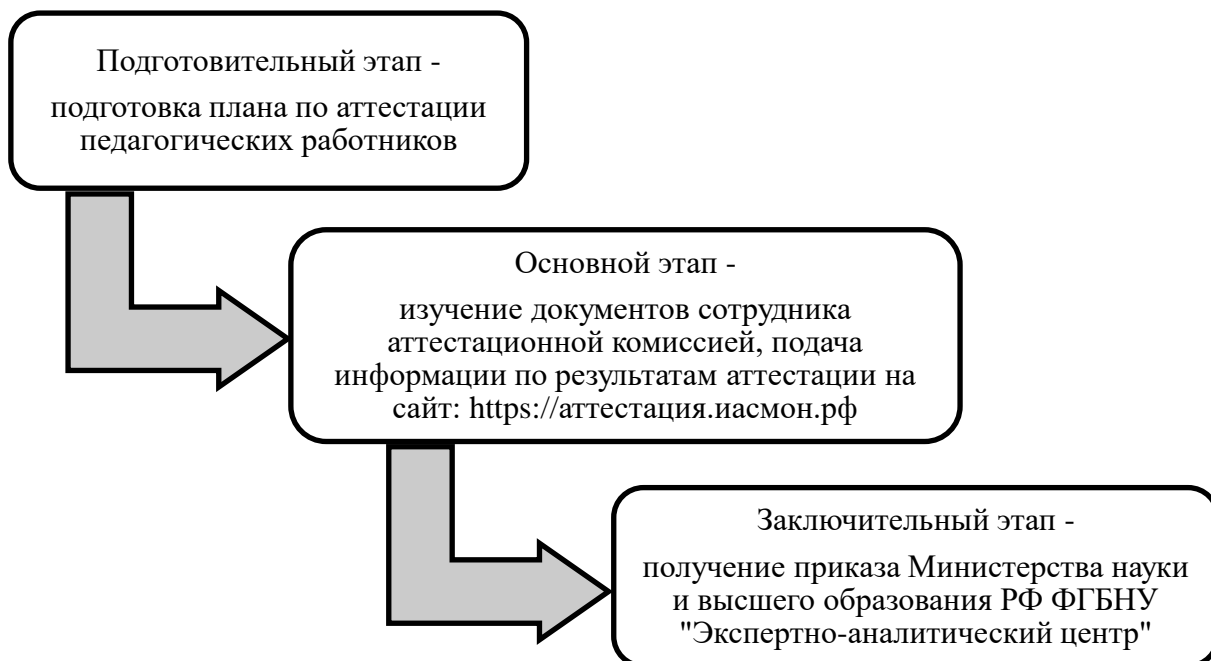 Подготовительный этап -
подготовка плана по аттестации
педагогических работников
Основной этап -
изучение документов сотрудника
аттестационной комиссией, подача
информации по результатам аттестации на
сайт: https://аттестация.иасмон.рф
Заключительный этап -
получение приказа Министерства науки
и высшего образования РФ ФГБНУ
"Экспертно-аналитический центр"